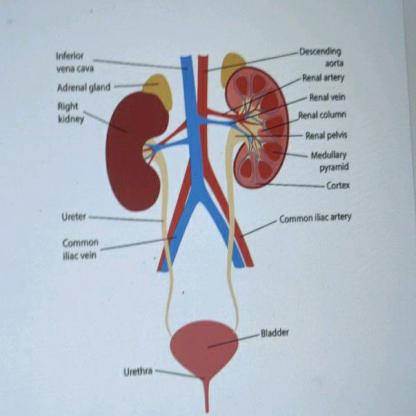 Inferior
vena cava
Adrenal gland
Right
kidney
Ureter
Common
iliac vein
Urethra
Descending
aorta
Renal artery
Renal vein
Renal column
Renal pelvis
Medullary
pyramid
Cortex
Common iliac artery
Bladder